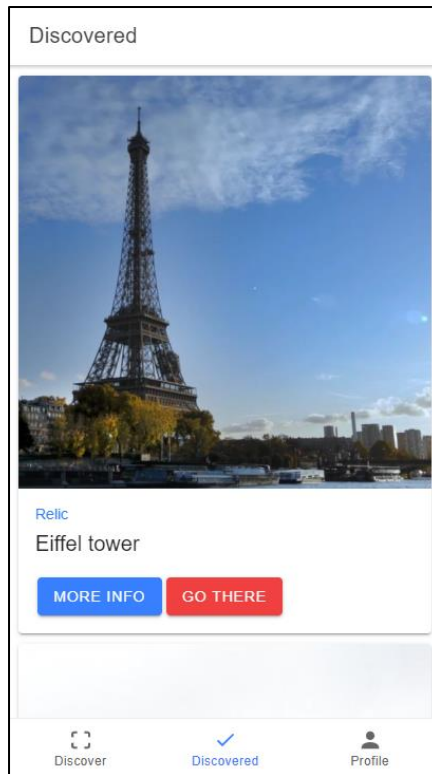 Discovered
Relic
Eiffel tower
MORE INFO GO THERE
Discover Discovered Profile